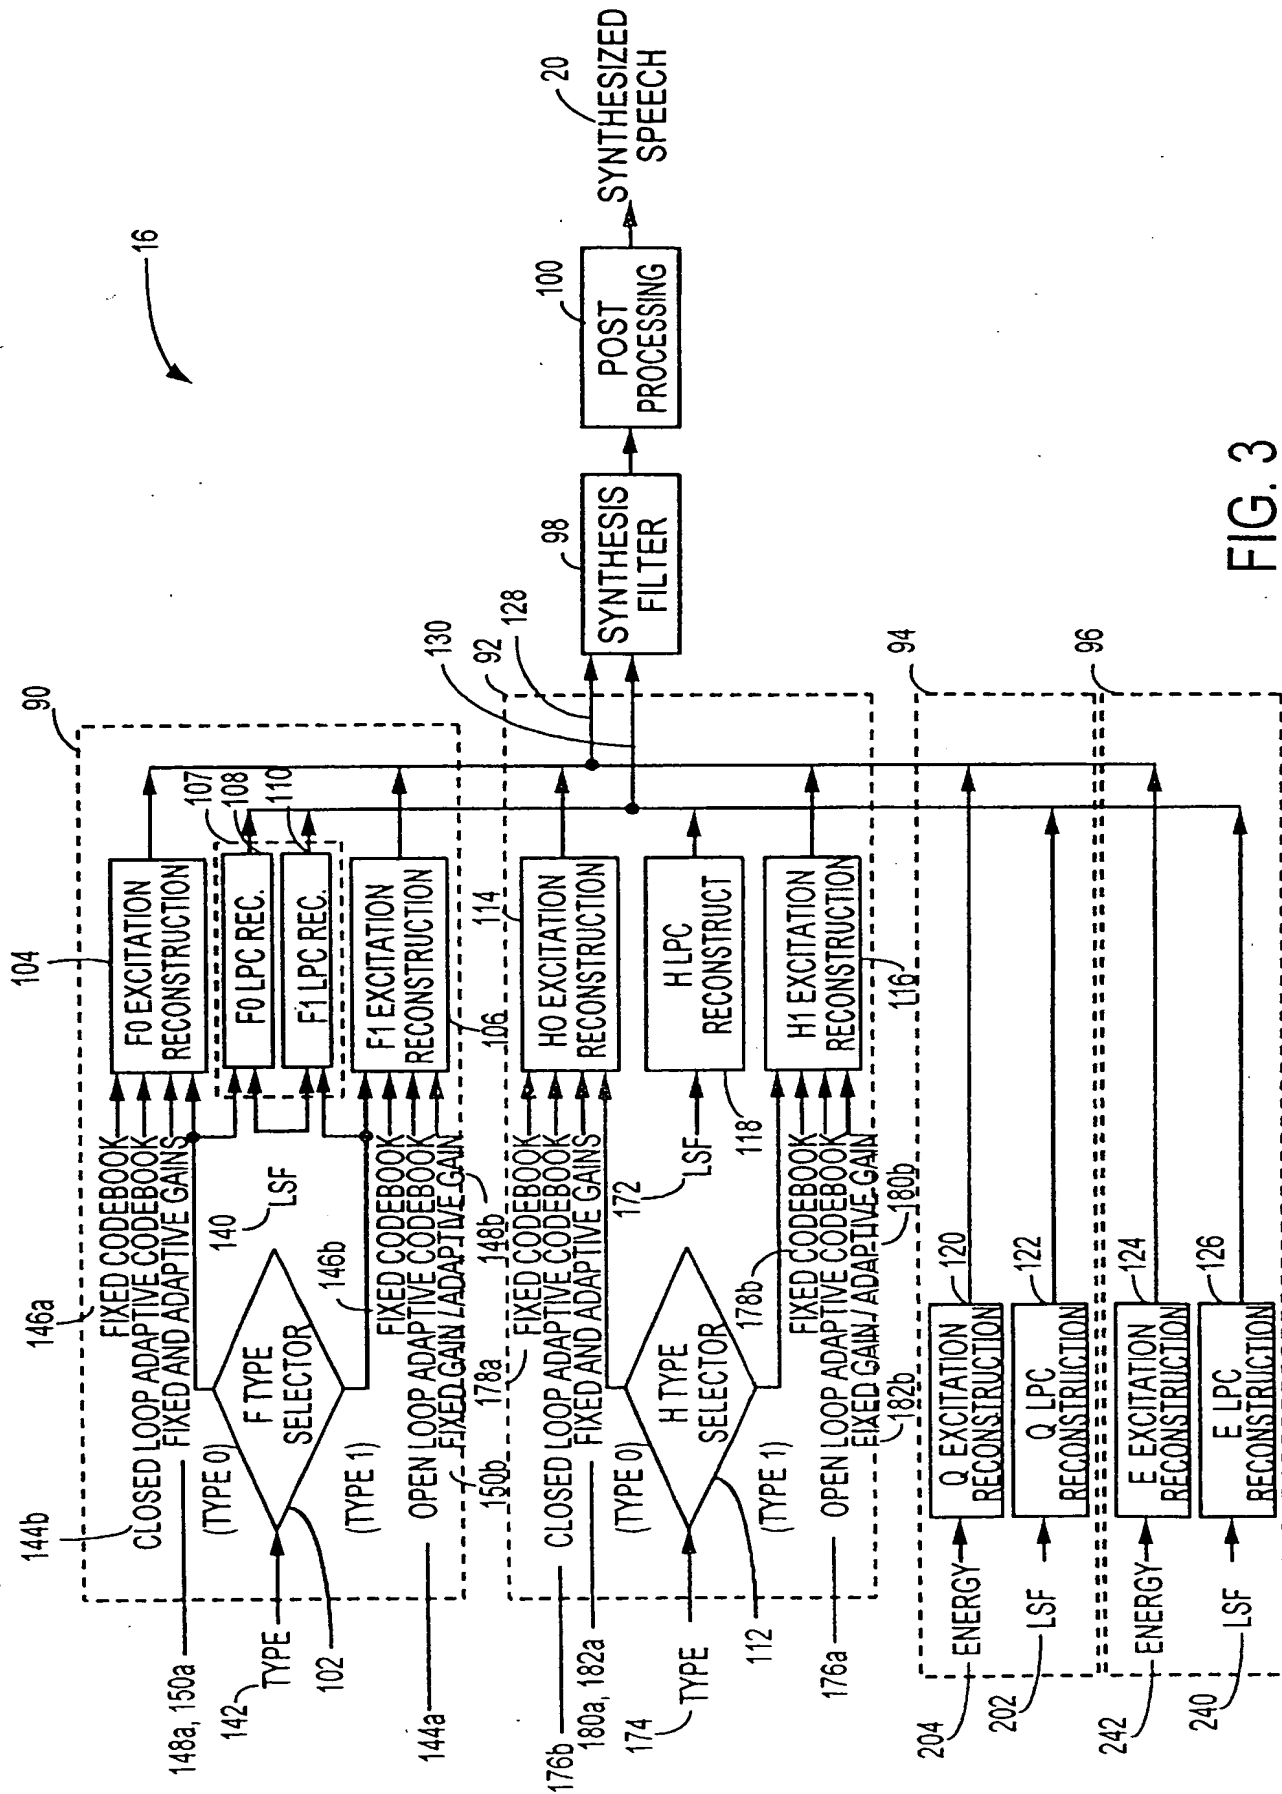 16
90
104
F0 EXCITATION
RECONSTRUCTION
107
108
110
F0 LPC REC.
F1 LPC REC.
F1 EXCITATION
RECONSTRUCTION
106
146a
FIXED CODEBOOK
144b
CLOSED LOOP ADAPTIVE CODEBOOK
FIXED AND ADAPTIVE GAINS
148a, 150a
(TYPE 0)
140
LSF
F TYPE
SELECTOR
142
TYPE
102
(TYPE 1)
146b
FIXED CODEBOOK
144a
OPEN LOOP ADAPTIVE CODEBOOK
FIXED GAIN / ADAPTIVE GAIN
150b
148b
92
130
128
114
H0 EXCITATION
RECONSTRUCTION
H LPC
RECONSTRUCT
118
H1 EXCITATION
RECONSTRUCTION
116
178a
FIXED CODEBOOK
176b
CLOSED LOOP ADAPTIVE CODEBOOK
FIXED AND ADAPTIVE GAINS
180a, 182a
(TYPE 0)
172
LSF
H TYPE
SELECTOR
174
TYPE
112
(TYPE 1)
178b
FIXED CODEBOOK
176a
OPEN LOOP ADAPTIVE CODEBOOK
FIXED GAIN / ADAPTIVE GAIN
182b
180b
98
SYNTHESIS
FILTER
100
POST
PROCESSING
20
SYNTHESIZED
SPEECH
94
204
ENERGY
Q EXCITATION
RECONSTRUCTION
120
202
LSF
Q LPC
RECONSTRUCTION
122
96
242
ENERGY
E EXCITATION
RECONSTRUCTION
124
240
LSF
E LPC
RECONSTRUCTION
126
FIG. 3